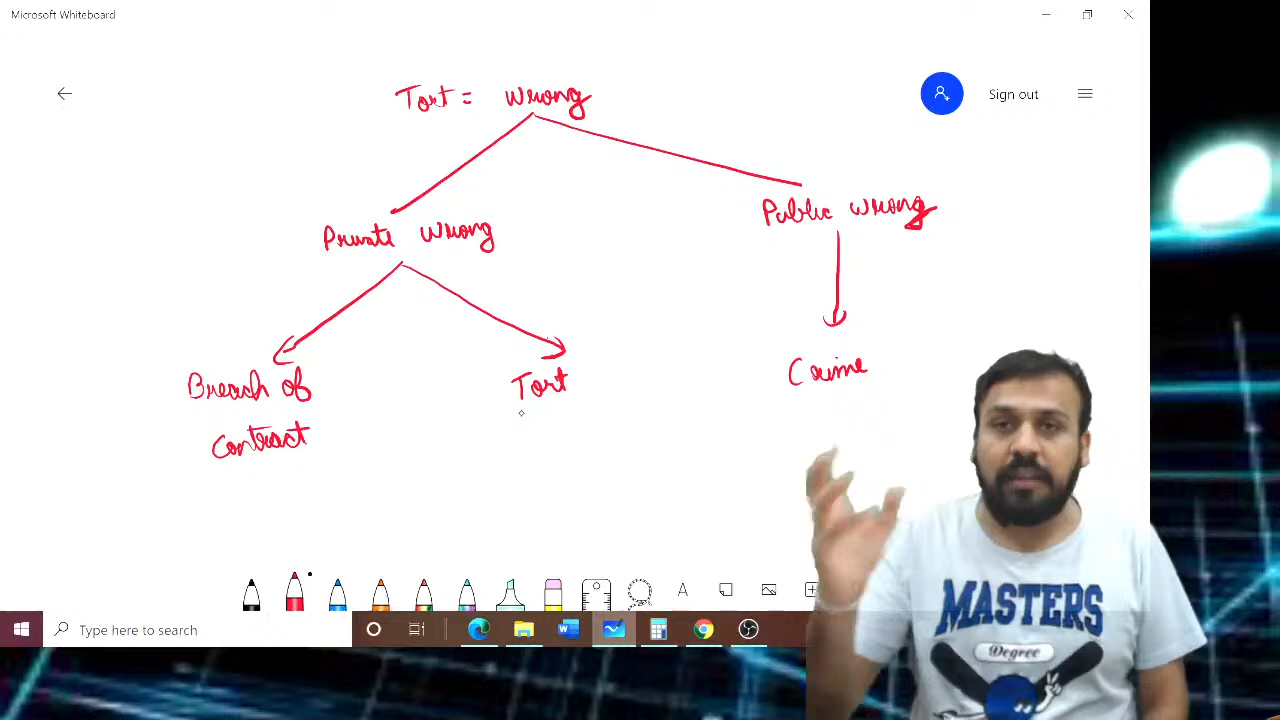 Microsoft Whiteboard
Sign out
Tort = Wrong
Private Wrong
Public Wrong
Breach of
Contract
Tort
Crime
A
Type here to search
MASTERS
Degree